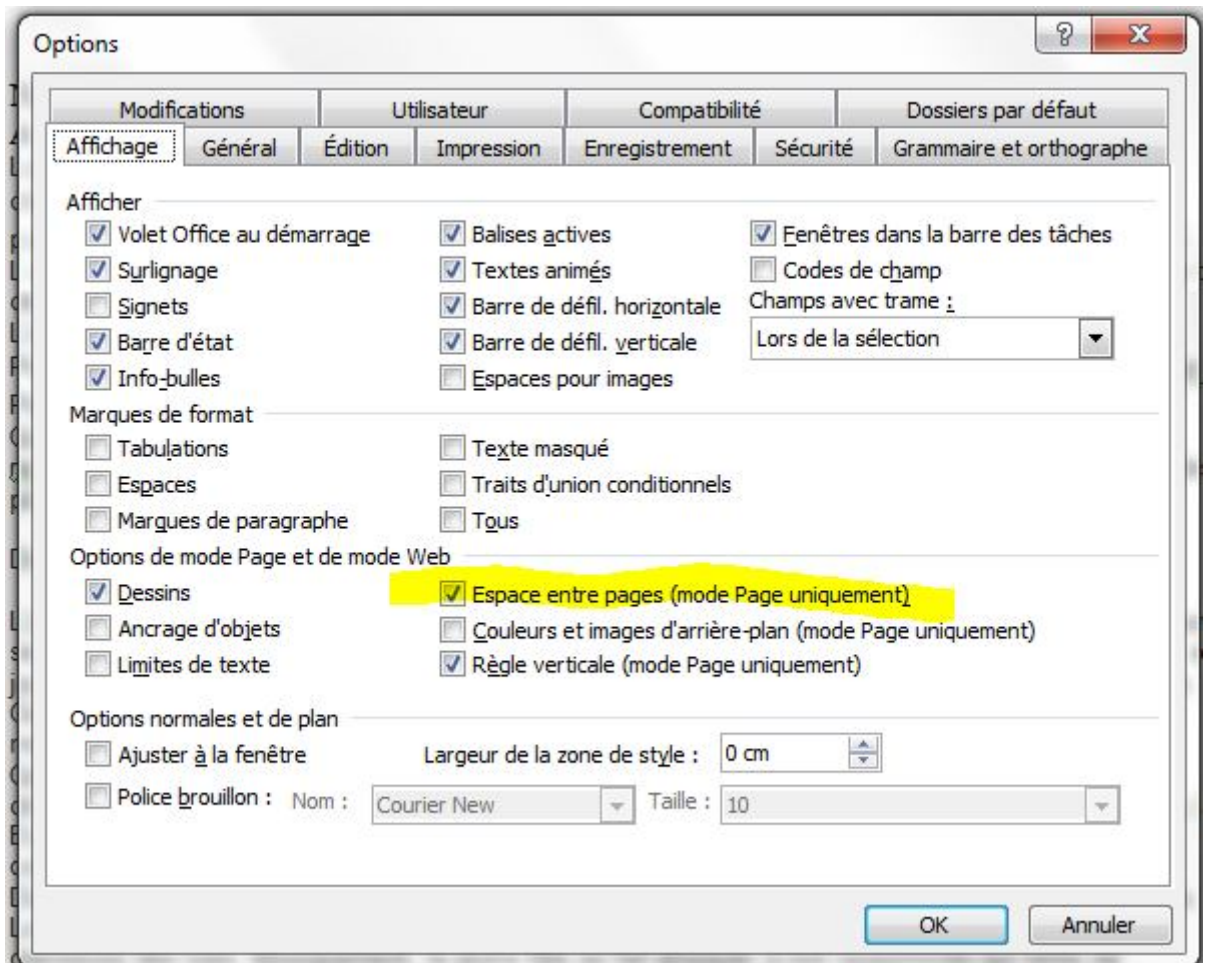 Options
Modifications Utilisateur Compatibilité Dossiers par défaut
Affichage Général Édition Impression Enregistrement Sécurité Grammaire et orthographe
Afficher
Volet Office au démarrage Balises actives Fenêtres dans la barre des tâches
Surlignage Textes animés Codes de champ
Signets Barre de défil. horizontale Champs avec trame :
Barre d'état Barre de défil. verticale Lors de la sélection
Info-bulles Espaces pour images
Marques de format
Tabulations Texte masqué
Espaces Traits d'union conditionnels
Marques de paragraphe Tous
Options de mode Page et de mode Web
Dessins Espace entre pages (mode Page uniquement)
Ancrage d'objets Couleurs et images d'arrière-plan (mode Page uniquement)
Limites de texte Règle verticale (mode Page uniquement)
Options normales et de plan
Ajuster à la fenêtre Largeur de la zone de style : 0 cm
Police brouillon : Nom : Courier New Taille : 10
OK Annuler